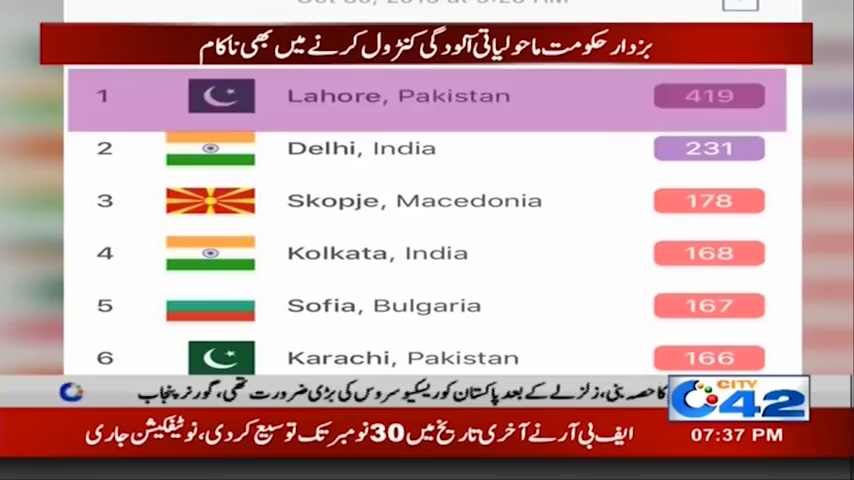 بزدار حکومت ماحولیاتی آلودگی کنٹرول کرنے میں بھی ناکام
1 Lahore, Pakistan 419
2 Delhi, India 231
3 Skopje, Macedonia 178
4 Kolkata, India 168
5 Sofia, Bulgaria 167
6 Karachi, Pakistan 166
کا حصہ بنی، زلزلے کے بعد پاکستان کو ریسکیو سروس کی بڑی ضرورت تھی، گورنر پنجاب
CITY
42
ایف بی آر نے آخری تاریخ میں 30 نومبر تک توسیع کر دی، نوٹیفکیشن جاری
07:37 PM